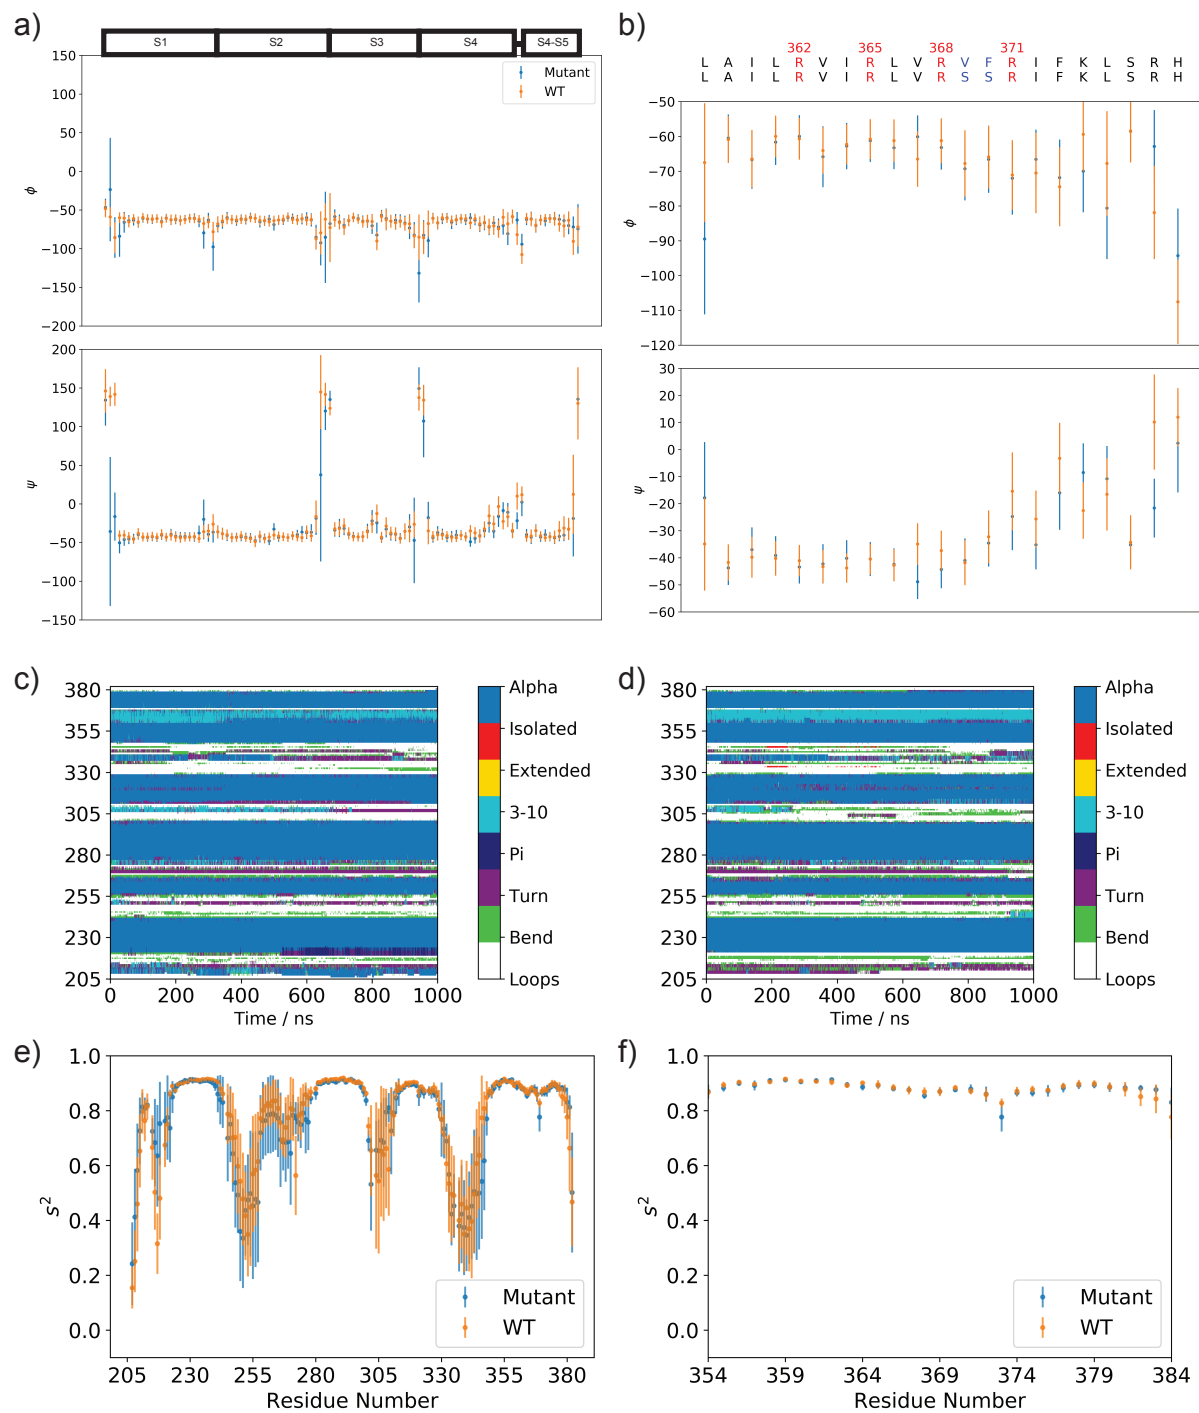 a)
S1 S2 S3 S4 S4-S5
150
100
50
0
−50
−100
−150
−200
ϕ
Mutant
WT
200
150
100
50
0
−50
−100
−150
ψ
b)
362 365 368 371
L A I L R V I R L V R V F R I F K L S R H
L A I L R V I R L V R S S R I F K L S R H
−50
−60
−70
−80
−90
−100
−110
−120
ϕ
30
20
10
0
−10
−20
−30
−40
−50
−60
ψ
c)
380
355
330
305
280
255
230
205
0 200 400 600 800 1000
Time / ns
Alpha
Isolated
Extended
3-10
Pi
Turn
Bend
Loops
d)
380
355
330
305
280
255
230
205
0 200 400 600 800 1000
Time / ns
Alpha
Isolated
Extended
3-10
Pi
Turn
Bend
Loops
e)
1.0
0.8
0.6
0.4
0.2
0.0
s²
Mutant
WT
205 230 255 280 305 330 355 380
Residue Number
f)
1.0
0.8
0.6
0.4
0.2
0.0
s²
Mutant
WT
354 359 364 369 374 379 384
Residue Number